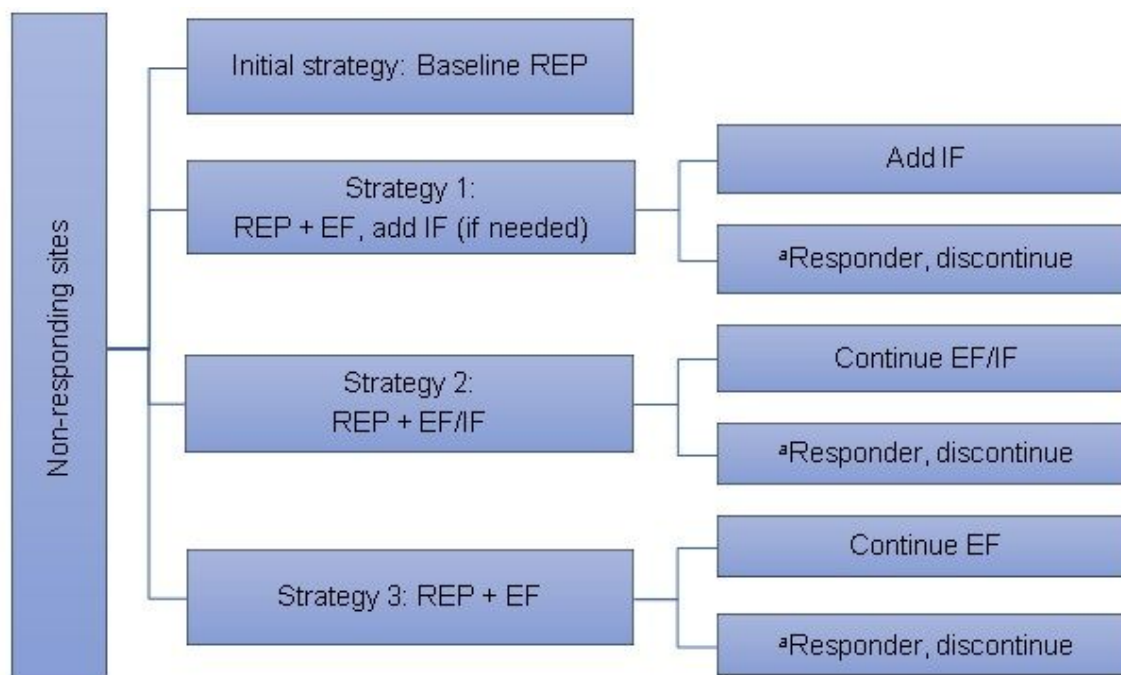 Non-responding sites
Initial strategy: Baseline REP
Strategy 1:
REP + EF, add IF (if needed)
Add IF
ªResponder, discontinue
Strategy 2:
REP + EF/IF
Continue EF/IF
ªResponder, discontinue
Strategy 3: REP + EF
Continue EF
ªResponder, discontinue